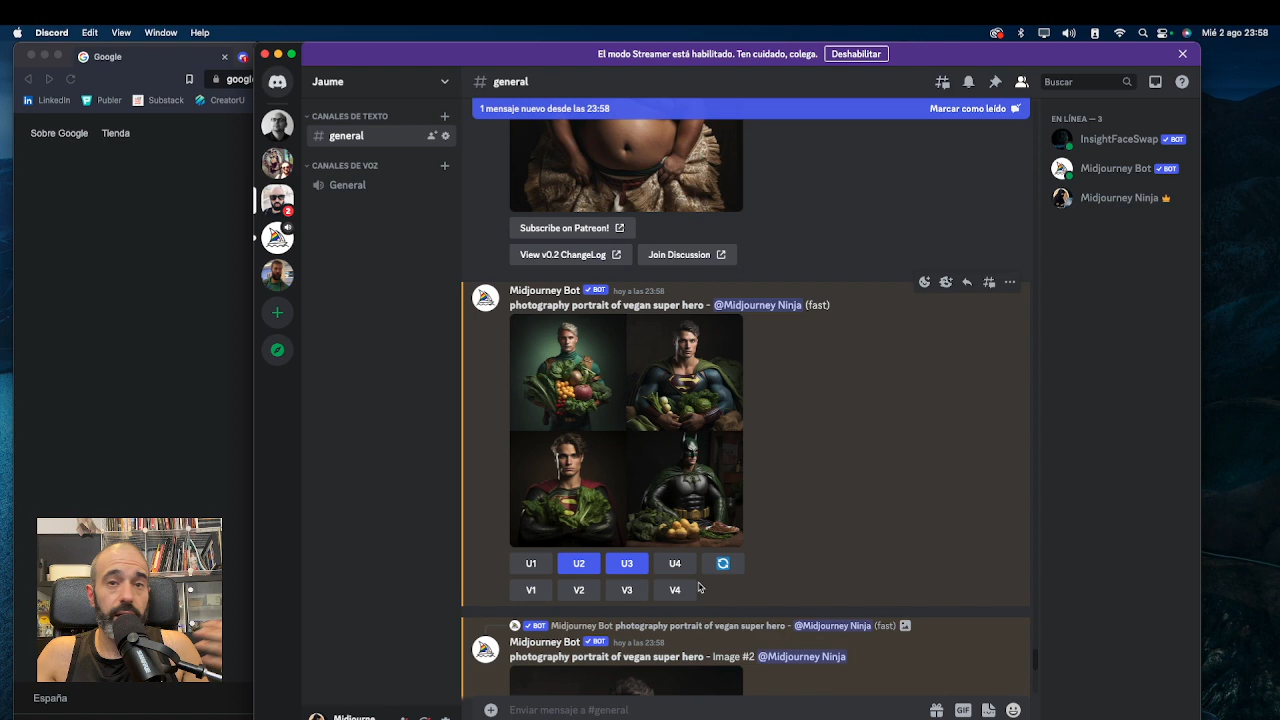 Discord Edit View Window Help
Mié 2 ago 23:58
Google
googl
LinkedIn Publer Substack CreatorU
Sobre Google Tienda
España
El modo Streamer está habilitado. Ten cuidado, colega. Deshabilitar
Jaume
general
Buscar
CANALES DE TEXTO
general
CANALES DE VOZ
General
2
1 mensaje nuevo desde las 23:58 Marcar como leído
Subscribe on Patreon!
View v0.2 ChangeLog Join Discussion
Midjourney Bot BOT hoy a las 23:58
photography portrait of vegan super hero - @Midjourney Ninja (fast)
U1 U2 U3 U4
V1 V2 V3 V4
BOT Midjourney Bot photography portrait of vegan super hero - @Midjourney Ninja (fast)
Midjourney Bot BOT hoy a las 23:58
photography portrait of vegan super hero - Image #2 @Midjourney Ninja
Enviar mensaje a #general
GIF
EN LÍNEA — 3
InsightFaceSwap BOT
Midjourney Bot BOT
Midjourney Ninja
Midjourne